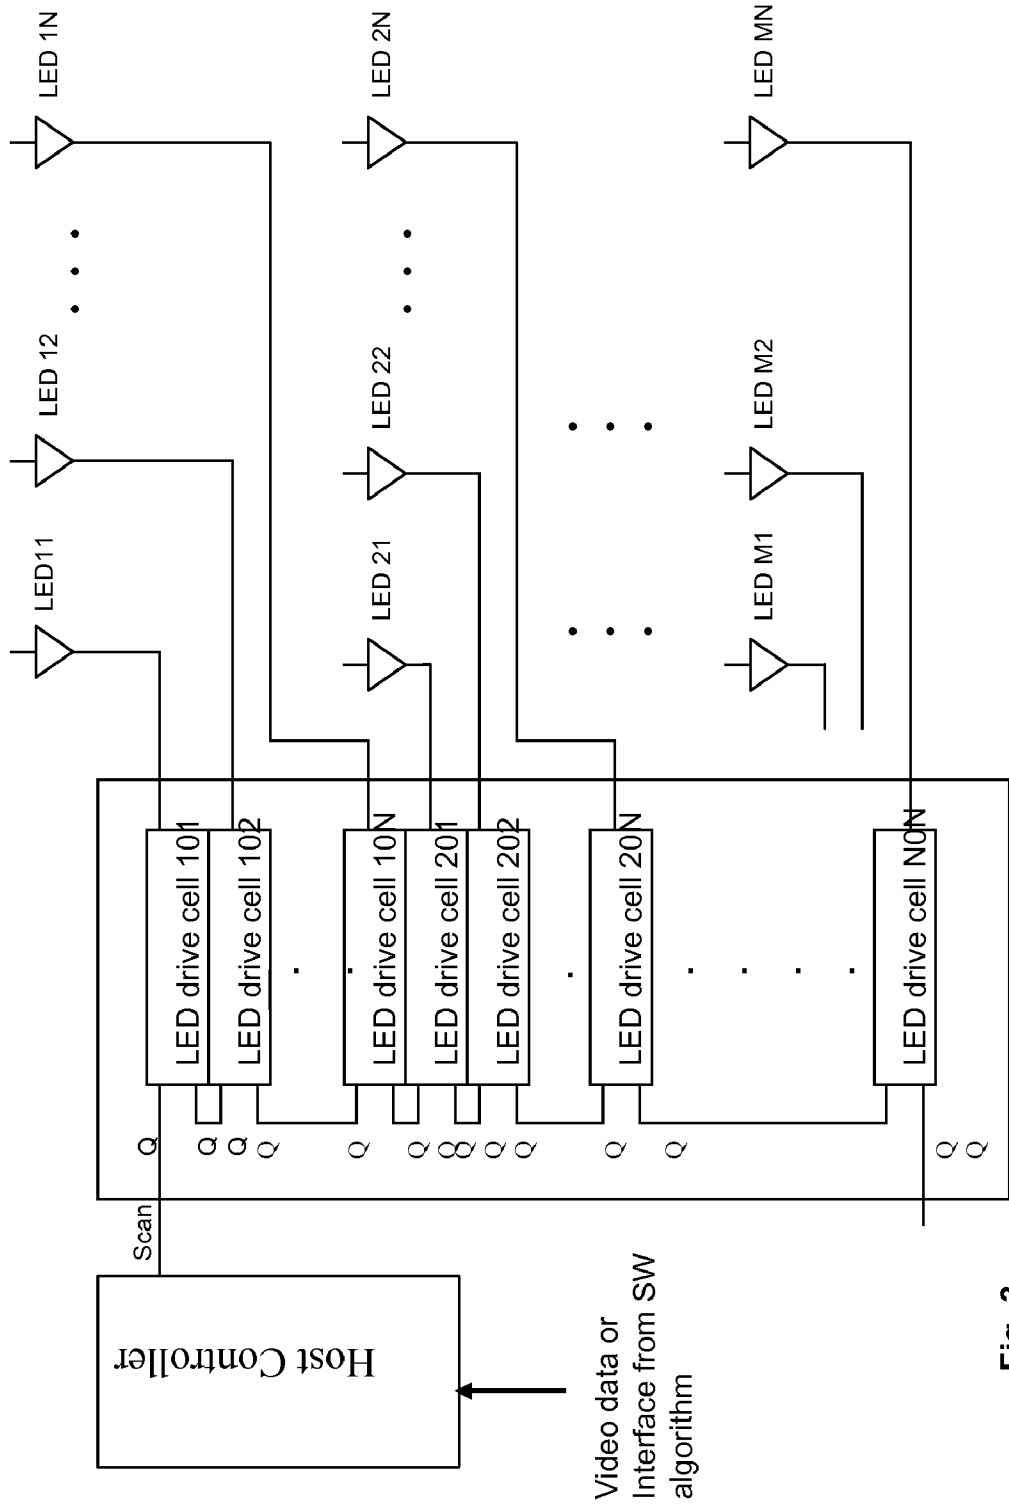 LED11
LED 12
LED 1N
LED 21
LED 22
LED 2N
LED M1
LED M2
LED MN
Host Controller
Scan
Video data or
Interface from SW
algorithm
LED drive cell 101
LED drive cell 102
LED drive cell 10N
LED drive cell 201
LED drive cell 202
LED drive cell 20N
LED drive cell N0N
Q
Q
Q
Q
Q
Q
Q
Q
Q
Q
Q
Q
Q
Q